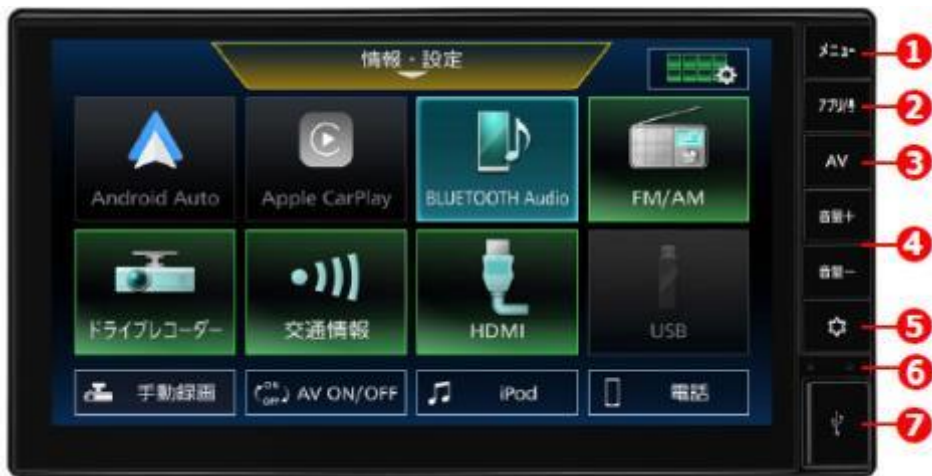 情報・設定
Android Auto
Apple CarPlay
BLUETOOTH Audio
FM/AM
ドライブレコーダー
交通情報
HDMI
USB
手動録画
ON OFF AV ON/OFF
iPod
電話
メニュー
アプリ/
AV
音量+
音量−
1
2
3
4
5
6
7